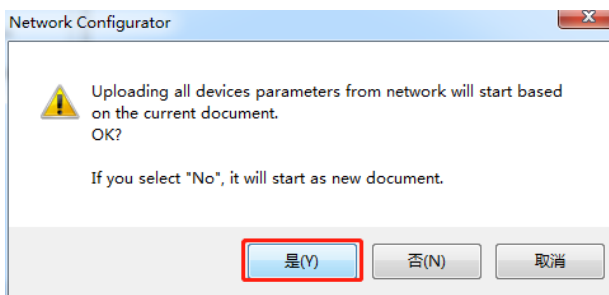 Network Configurator
Uploading all devices parameters from network will start based
on the current document.
OK?
If you select "No", it will start as new document.
是(Y) 否(N) 取消